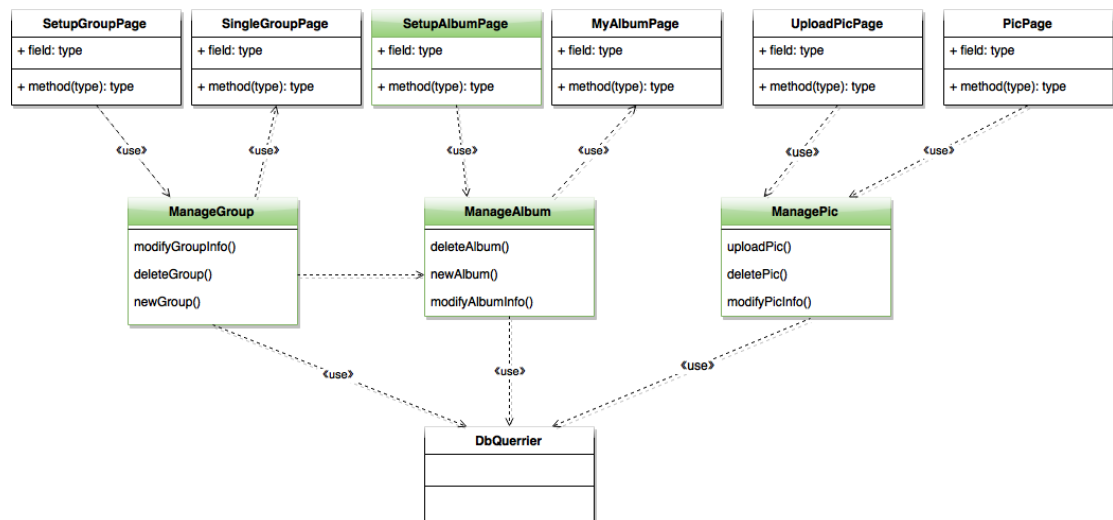 SetupGroupPage
+ field: type
+ method(type): type
SingleGroupPage
+ field: type
+ method(type): type
SetupAlbumPage
+ field: type
+ method(type): type
MyAlbumPage
+ field: type
+ method(type): type
UploadPicPage
+ field: type
+ method(type): type
PicPage
+ field: type
+ method(type): type
«use»
«use»
«use»
«use»
«use»
«use»
ManageGroup
modifyGroupInfo()
deleteGroup()
newGroup()
ManageAlbum
deleteAlbum()
newAlbum()
modifyAlbumInfo()
ManagePic
uploadPic()
deletePic()
modifyPicInfo()
«use»
«use»
«use»
DbQuerrier